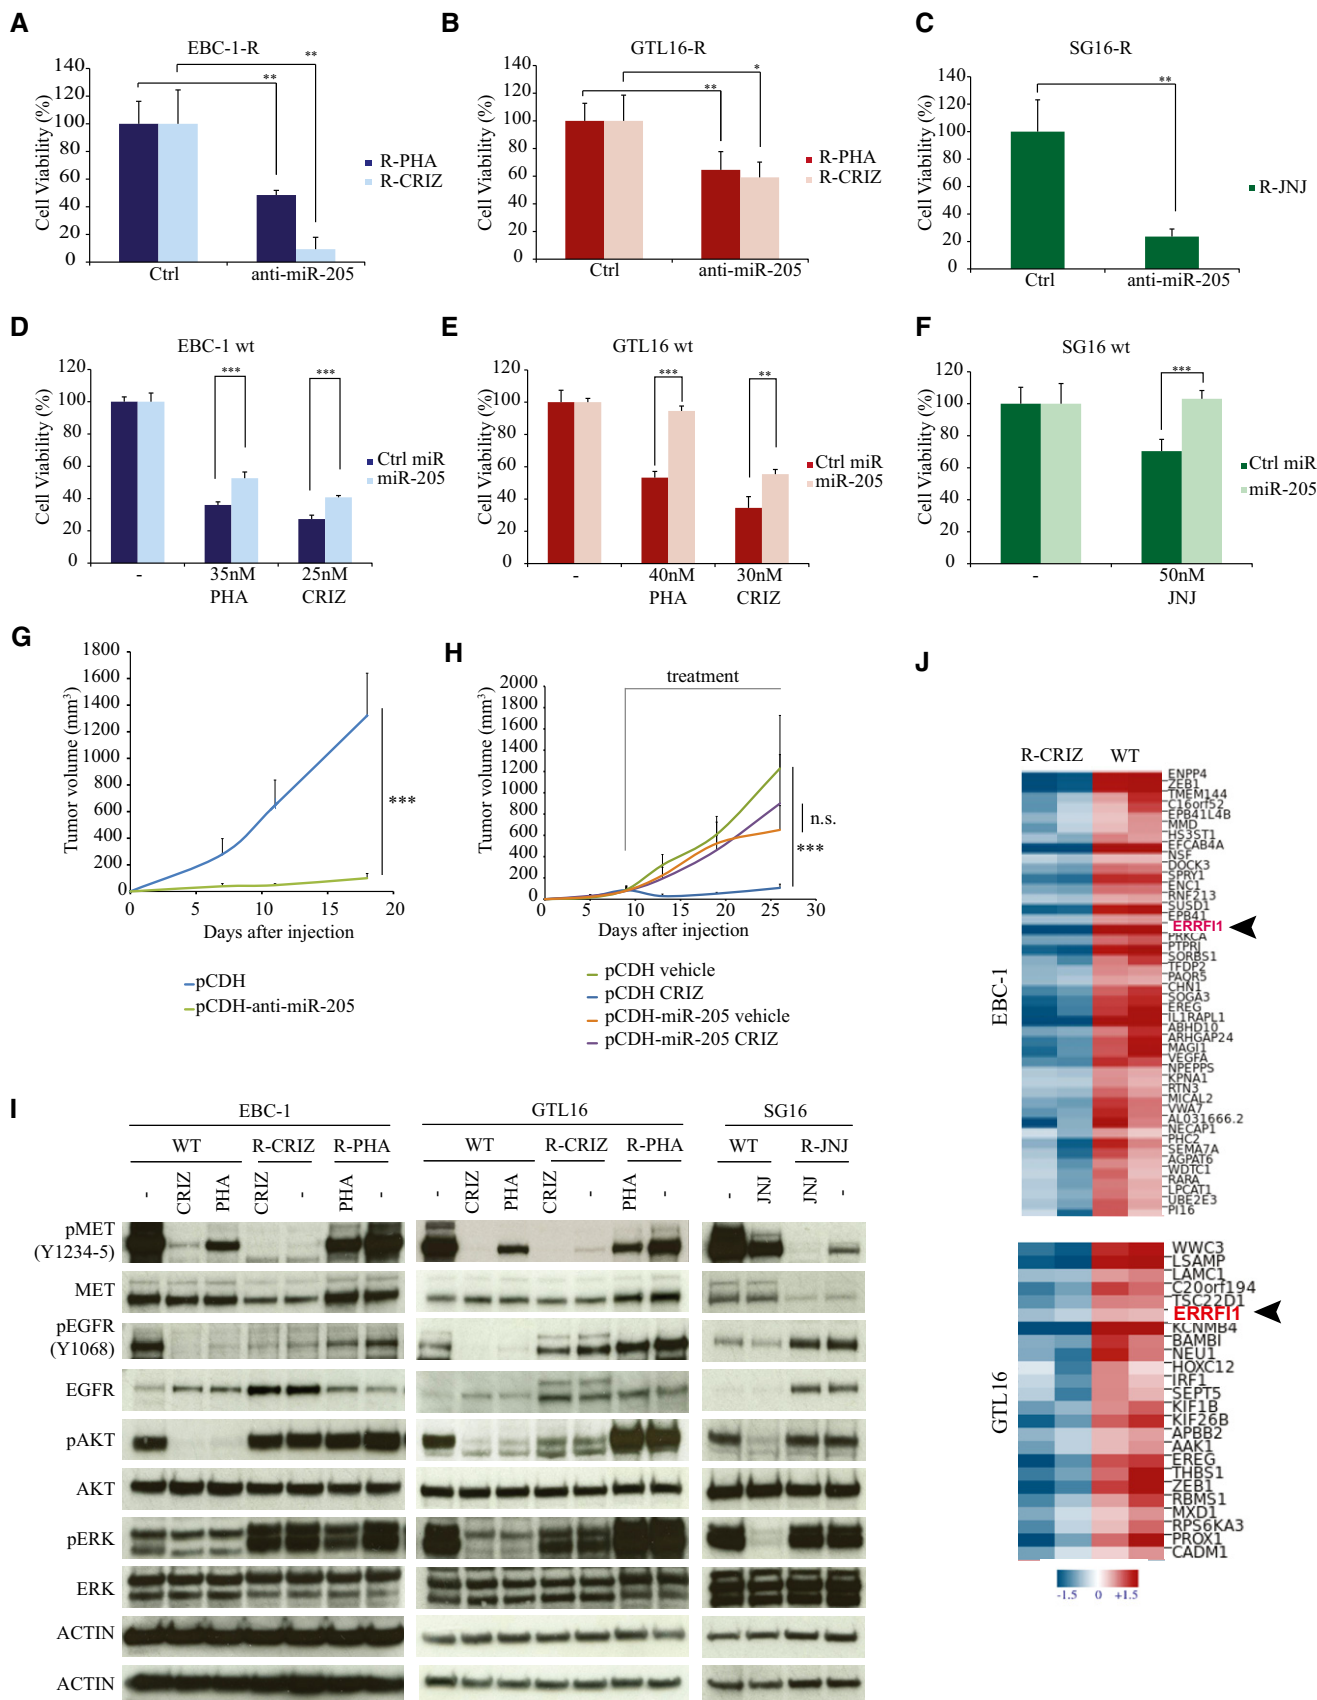 A
EBC-1-R
Cell Viability (%)
140
120
100
80
60
40
20
0
**
**
Ctrl
anti-miR-205
R-PHA
R-CRIZ
B
GTL16-R
Cell Viability (%)
140
120
100
80
60
40
20
0
**
*
Ctrl
anti-miR-205
R-PHA
R-CRIZ
C
SG16-R
Cell Viability (%)
140
120
100
80
60
40
20
0
**
Ctrl
anti-miR-205
R-JNJ
D
EBC-1 wt
Cell Viability (%)
120
100
80
60
40
20
0
***
***
-
35nM
PHA
25nM
CRIZ
Ctrl miR
miR-205
E
GTL16 wt
Cell Viability (%)
120
100
80
60
40
20
0
***
**
-
40nM
PHA
30nM
CRIZ
Ctrl miR
miR-205
F
SG16 wt
Cell Viability (%)
120
100
80
60
40
20
0
***
-
50nM
JNJ
Ctrl miR
miR-205
G
Tumor volume (mm³)
1800
1600
1400
1200
1000
800
600
400
200
0
0 5 10 15 20
Days after injection
***
pCDH
pCDH-anti-miR-205
H
treatment
Tumor volume (mm³)
2000
1800
1600
1400
1200
1000
800
600
400
200
0
0 5 10 15 20 25 30
Days after injection
n.s.
***
pCDH vehicle
pCDH CRIZ
pCDH-miR-205 vehicle
pCDH-miR-205 CRIZ
I
EBC-1 GTL16 SG16
WT R-CRIZ R-PHA WT R-CRIZ R-PHA WT R-JNJ
- CRIZ PHA CRIZ - PHA - - CRIZ PHA CRIZ - PHA - - JNJ JNJ -
pMET
(Y1234-5)
MET
pEGFR
(Y1068)
EGFR
pAKT
AKT
pERK
ERK
ACTIN
ACTIN
J
R-CRIZ WT
EBC-1
ENPP4
ZEB1
TMEM144
C16orf52
EPB41L4B
MMD
HS3ST1
EFCAB4A
NSF
DOCK3
SPRY1
ENC1
RNF213
SUSD1
EPB41
ERRFI1
PRKCA
PTPRJ
SORBS1
TFDP2
PAQR5
CHN1
SOGA3
EREG
IL1RAPL1
ABHD10
ARHGAP24
MAGI1
VEGFA
NPEPPS
KPNA1
RTN3
MICAL2
VWA7
AL031666.2
NECAP1
PHC2
SEMA7A
AGPAT6
WDTC1
RARA
LPCAT1
UBE2E3
PI16
GTL16
WWC3
LSAMP
LAMC1
C20orf194
TSC22D1
ERRFI1
KCNMB4
BAMBI
NEU1
HOXC12
IRF1
SEPT5
KIF1B
KIF26B
APBB2
AAK1
EREG
THBS1
ZEB1
RBMS1
MXD1
RPS6KA3
PROX1
CADM1
-1.5 0 +1.5